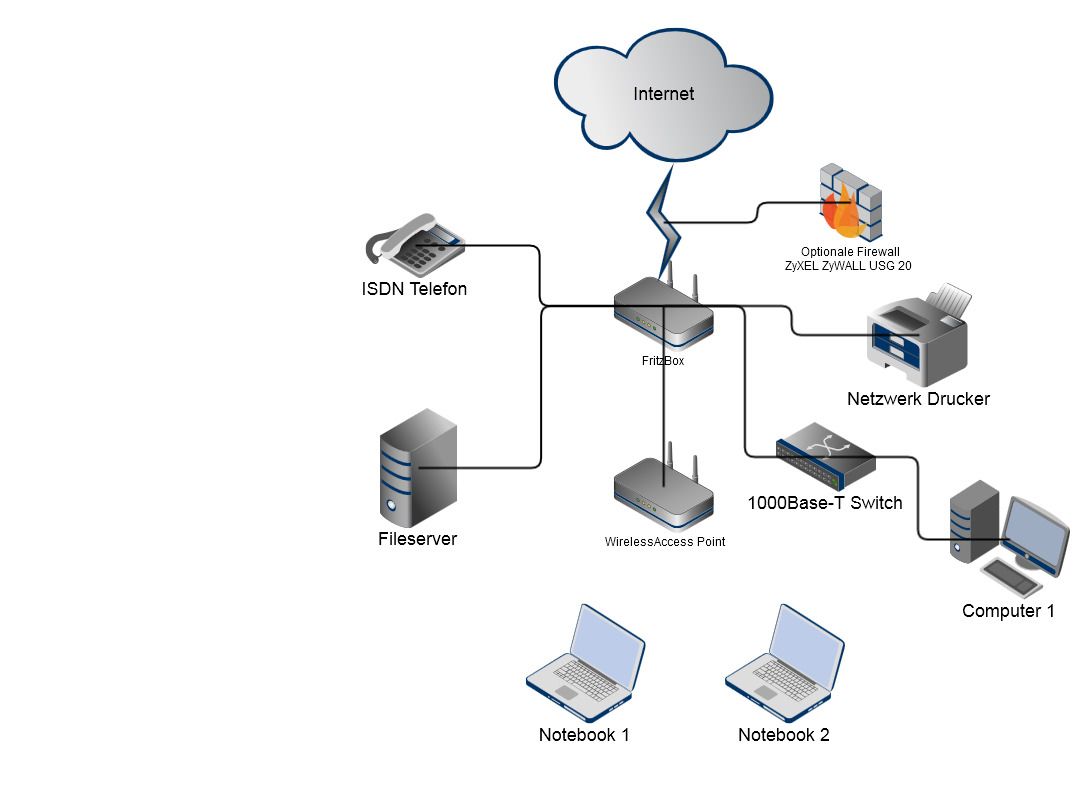 Internet
Optionale Firewall
ZyXEL ZyWALL USG 20
ISDN Telefon
FritzBox
Netzwerk Drucker
1000Base-T Switch
Fileserver
WirelessAccess Point
Computer 1
Notebook 1
Notebook 2